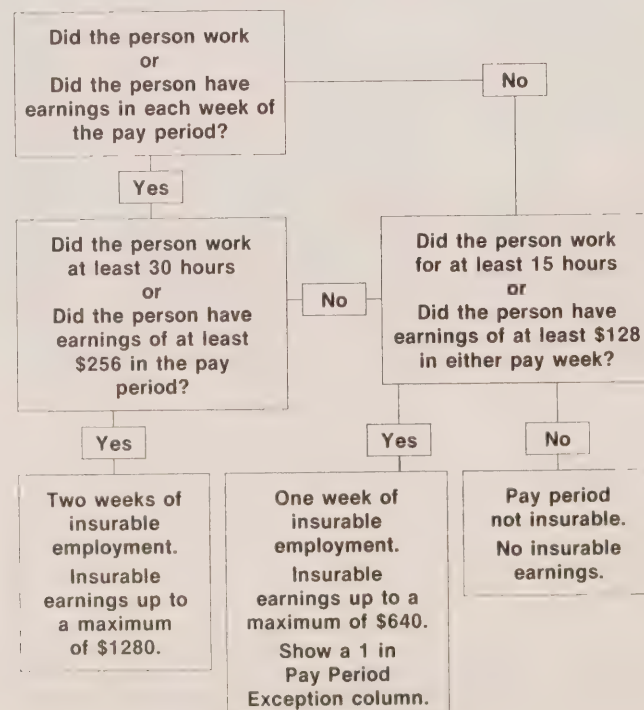 Did the person work
or
Did the person have
earnings in each week of
the pay period?
No
Yes
Did the person work
at least 30 hours
or
Did the person have
earnings of at least
$256 in the pay
period?
No
Did the person work
for at least 15 hours
or
Did the person have
earnings of at least $128
in either pay week?
Yes
Yes
No
Two weeks of
insurable
employment.
Insurable
earnings up to
a maximum
of $1280.
One week of
insurable
employment.
Insurable
earnings up to a
maximum of $640.
Show a 1 in
Pay Period
Exception column.
Pay period
not insurable.
No insurable
earnings.